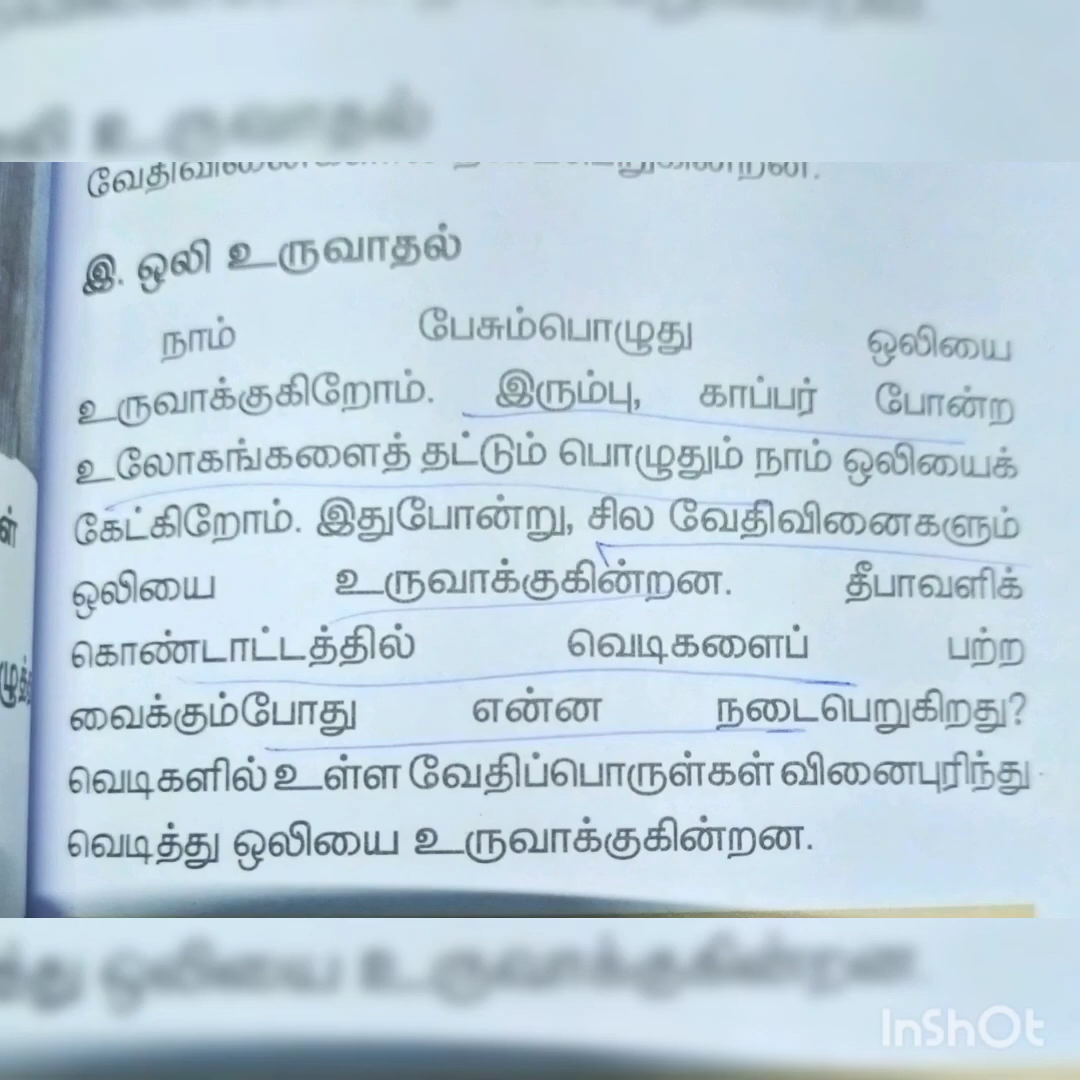 இ. ஒலி உருவாதல்
நாம் பேசும்பொழுது ஒலியை
உருவாக்குகிறோம். இரும்பு, காப்பர் போன்ற
உலோகங்களைத் தட்டும் பொழுதும் நாம் ஒலியைக்
கேட்கிறோம். இதுபோன்று, சில வேதிவினைகளும்
ஒலியை உருவாக்குகின்றன. தீபாவளிக்
கொண்டாட்டத்தில் வெடிகளைப் பற்ற
வைக்கும்போது என்ன நடைபெறுகிறது?
வெடிகளில் உள்ள வேதிப்பொருள்கள் வினைபுரிந்து
வெடித்து ஒலியை உருவாக்குகின்றன.
InShOt